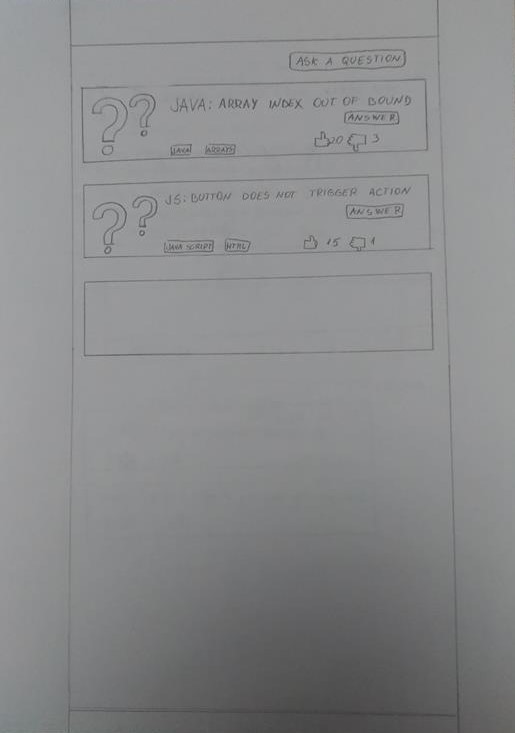 ASK A QUESTION
?? JAVA: ARRAY INDEX OUT OF BOUND
ANSWER
JAVA ARRAYS 20 3
?? JS: BUTTON DOES NOT TRIGGER ACTION
ANSWER
JAVA SCRIPT HTML 15 1